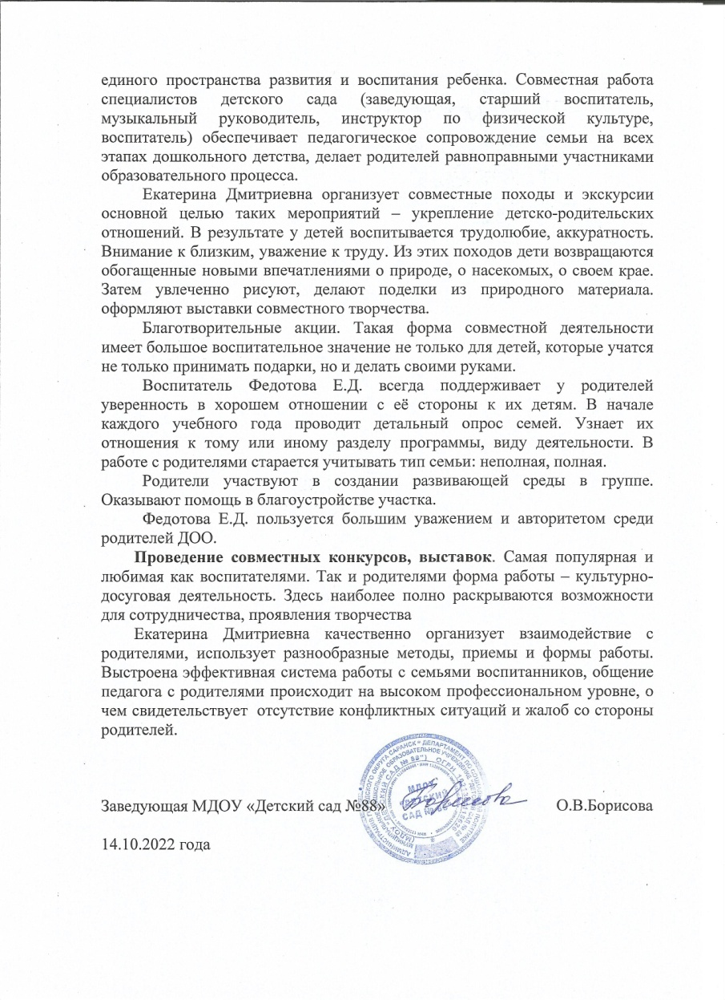 единого пространства развития и воспитания ребенка. Совместная работа
специалистов детского сада (заведующая, старший воспитатель,
музыкальный руководитель, инструктор по физической культуре,
воспитатель) обеспечивает педагогическое сопровождение семьи на всех
этапах дошкольного детства, делает родителей равноправными участниками
образовательного процесса.
Екатерина Дмитриевна организует совместные походы и экскурсии
основной целью таких мероприятий – укрепление детско-родительских
отношений. В результате у детей воспитывается трудолюбие, аккуратность.
Внимание к близким, уважение к труду. Из этих походов дети возвращаются
обогащенные новыми впечатлениями о природе, о насекомых, о своем крае.
Затем увлеченно рисуют, делают поделки из природного материала.
оформляют выставки совместного творчества.
Благотворительные акции. Такая форма совместной деятельности
имеет большое воспитательное значение не только для детей, которые учатся
не только принимать подарки, но и делать своими руками.
Воспитатель Федотова Е.Д. всегда поддерживает у родителей
уверенность в хорошем отношении с её стороны к их детям. В начале
каждого учебного года проводит детальный опрос семей. Узнает их
отношения к тому или иному разделу программы, виду деятельности. В
работе с родителями старается учитывать тип семьи: неполная, полная.
Родители участвуют в создании развивающей среды в группе.
Оказывают помощь в благоустройстве участка.
Федотова Е.Д. пользуется большим уважением и авторитетом среди
родителей ДОО.
Проведение совместных конкурсов, выставок. Самая популярная и
любимая как воспитателями. Так и родителями форма работы – культурно-
досуговая деятельность. Здесь наиболее полно раскрываются возможности
для сотрудничества, проявления творчества
Екатерина Дмитриевна качественно организует взаимодействие с
родителями, использует разнообразные методы, приемы и формы работы.
Выстроена эффективная система работы с семьями воспитанников, общение
педагога с родителями происходит на высоком профессиональном уровне, о
чем свидетельствует отсутствие конфликтных ситуаций и жалоб со стороны
родителей.
Заведующая МДОУ «Детский сад №88» О.В.Борисова
МДОУ
"ДЕТСКИЙ
САД № 88"
14.10.2022 года